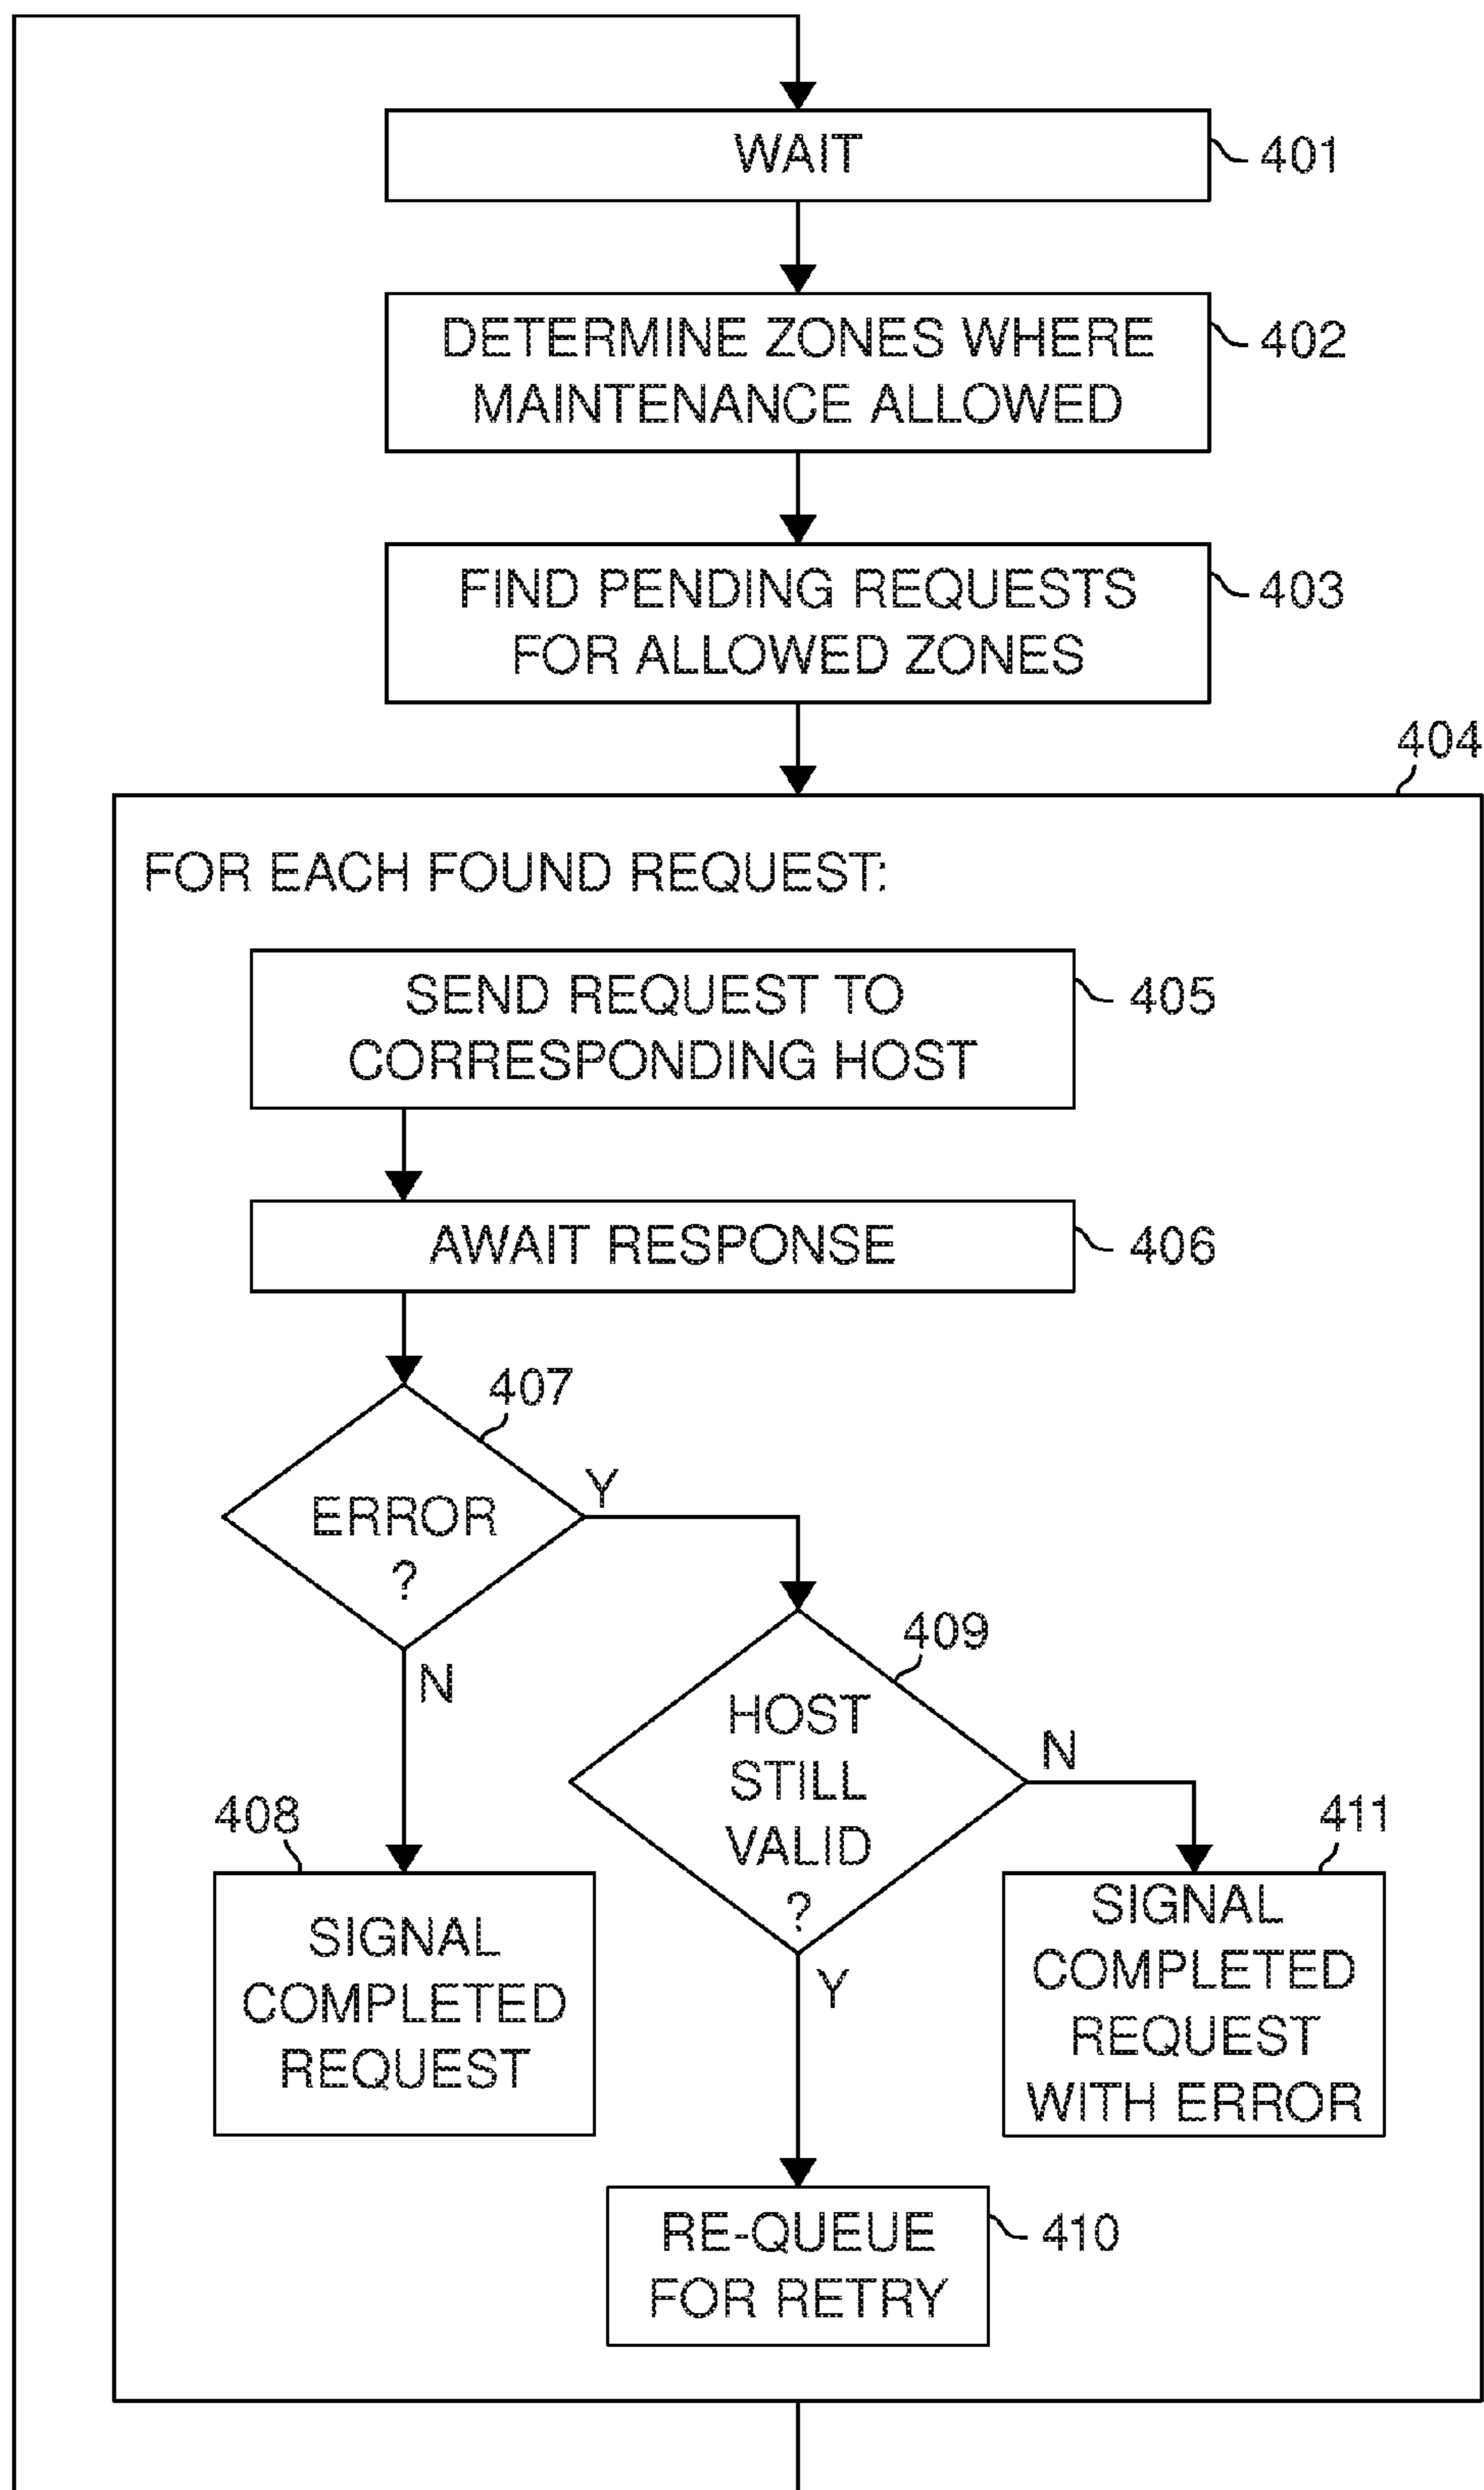 WAIT
401
DETERMINE ZONES WHERE
MAINTENANCE ALLOWED
402
FIND PENDING REQUESTS
FOR ALLOWED ZONES
403
404
FOR EACH FOUND REQUEST:
SEND REQUEST TO
CORRESPONDING HOST
405
AWAIT RESPONSE
406
407
ERROR
?
Y
N
409
HOST
STILL
VALID
?
N
Y
408
SIGNAL
COMPLETED
REQUEST
411
SIGNAL
COMPLETED
REQUEST
WITH ERROR
RE-QUEUE
FOR RETRY
410